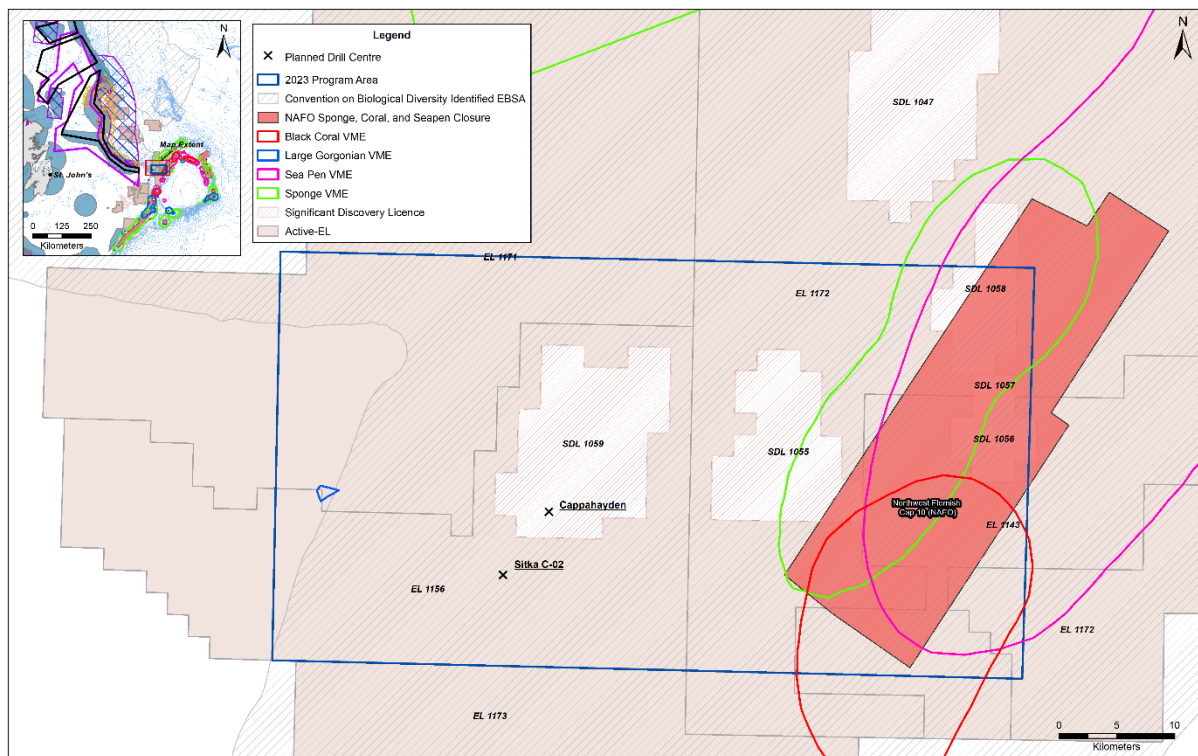 N
Map Extent
St. John's
0 125 250
Kilometers
Legend
Planned Drill Centre
2023 Program Area
Convention on Biological Diversity Identified EBSA
NAFO Sponge, Coral, and Seapen Closure
Black Coral VME
Large Gorgonian VME
Sea Pen VME
Sponge VME
Significant Discovery Licence
Active-EL
N
SDL 1047
EL 1171
EL 1172
SDL 1058
SDL 1057
SDL 1059
SDL 1055
SDL 1056
Cappahayden
Northwest Flemish
Cap 10 (NAFO)
EL 1143
Sitka C-02
EL 1156
EL 1172
EL 1173
0 5 10
Kilometers